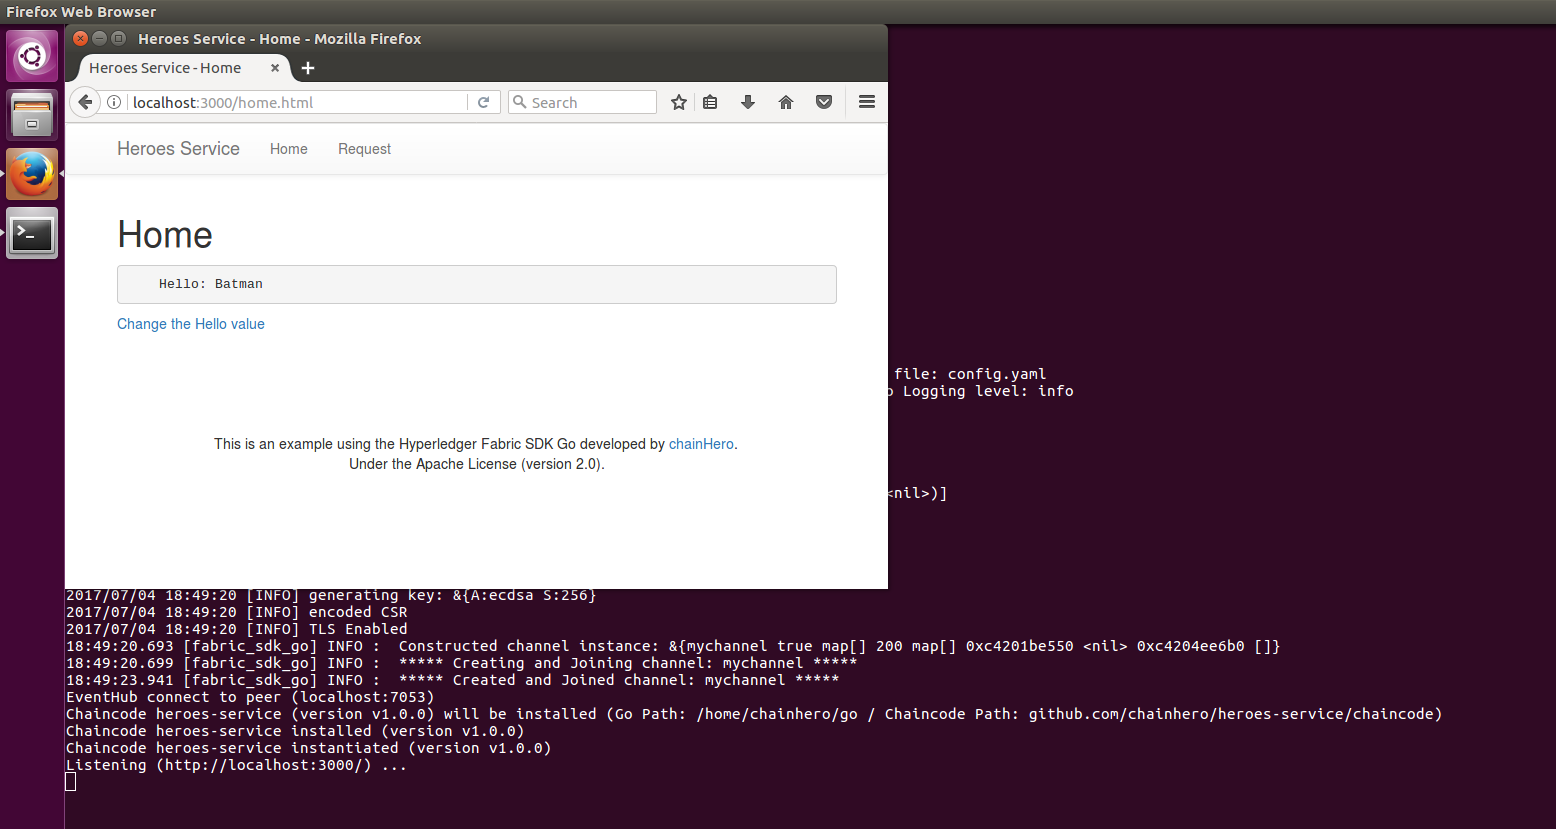 Firefox Web Browser
Heroes Service - Home - Mozilla Firefox
Heroes Service - Home
localhost:3000/home.html
Search
Heroes Service
Home
Request
Home
Hello: Batman
Change the Hello value
This is an example using the Hyperledger Fabric SDK Go developed by chainHero.
Under the Apache License (version 2.0).
file: config.yaml
Logging level: info
<nil>)]
2017/07/04 18:49:20 [INFO] generating key: &{A:ecdsa S:256}
2017/07/04 18:49:20 [INFO] encoded CSR
2017/07/04 18:49:20 [INFO] TLS Enabled
18:49:20.693 [fabric_sdk_go] INFO :  Constructed channel instance: &{mychannel true map[] 200 map[] 0xc4201be550 <nil> 0xc4204ee6b0 []}
18:49:20.699 [fabric_sdk_go] INFO :  ***** Creating and Joining channel: mychannel *****
18:49:23.941 [fabric_sdk_go] INFO :  ***** Created and Joined channel: mychannel *****
EventHub connect to peer (localhost:7053)
Chaincode heroes-service (version v1.0.0) will be installed (Go Path: /home/chainhero/go / Chaincode Path: github.com/chainhero/heroes-service/chaincode)
Chaincode heroes-service installed (version v1.0.0)
Chaincode heroes-service instantiated (version v1.0.0)
Listening (http://localhost:3000/) ...